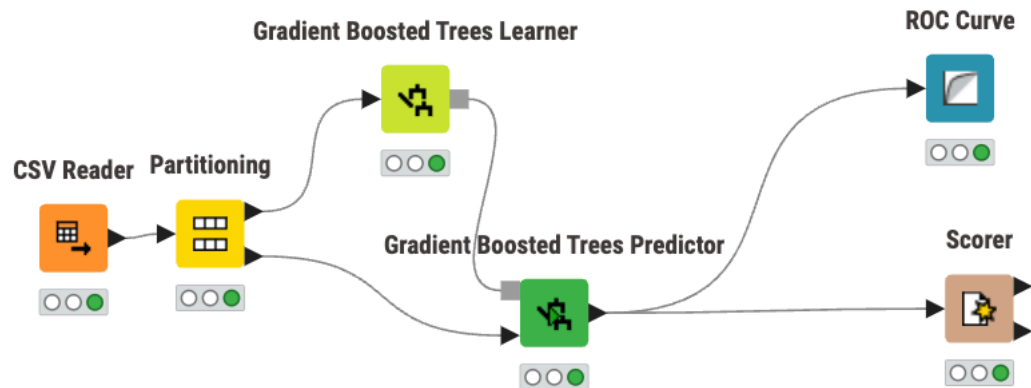 ROC Curve
Gradient Boosted Trees Learner
CSV Reader
Partitioning
Gradient Boosted Trees Predictor
Scorer